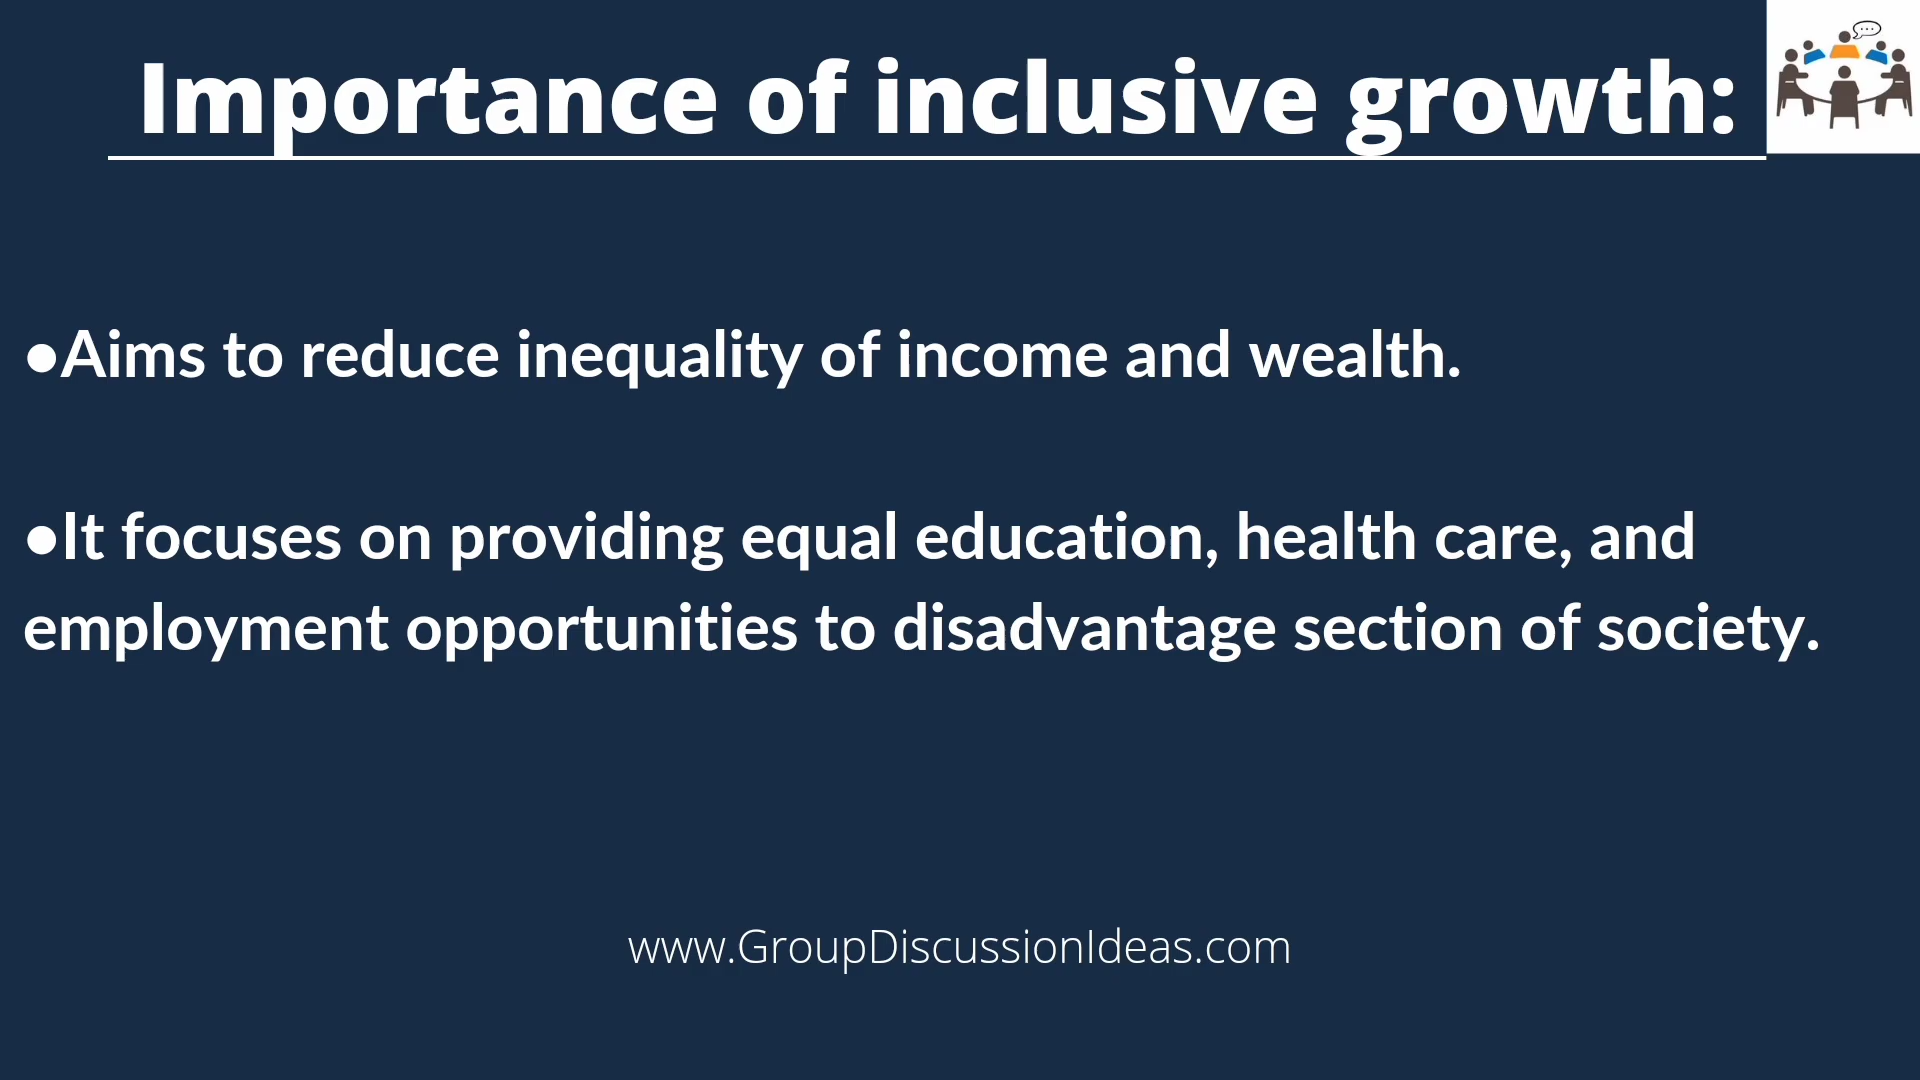 Importance of inclusive growth:
●Aims to reduce inequality of income and wealth.
●It focuses on providing equal education, health care, and
employment opportunities to disadvantage section of society.
www.GroupDiscussionIdeas.com